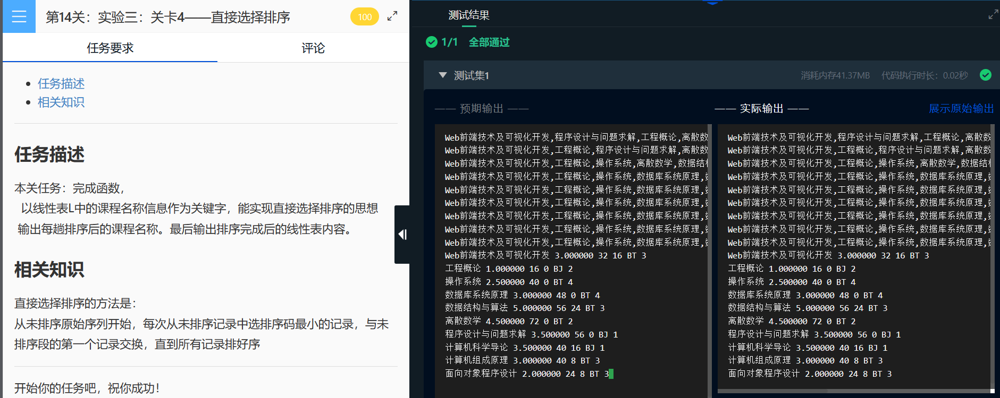 第14关：实验三：关卡4——直接选择排序
100
任务要求
评论
任务描述
相关知识
任务描述
本关任务：完成函数，
以线性表L中的课程名称信息作为关键字，能实现直接选择排序的思想
输出每趟排序后的课程名称。最后输出排序完成后的线性表内容。
相关知识
直接选择排序的方法是：
从未排序原始序列开始，每次从未排序记录中选排序码最小的记录，与未
排序段的第一个记录交换，直到所有记录排好序
开始你的任务吧，祝你成功！
测试结果
1/1 全部通过
测试集1
消耗内存41.37MB 代码执行时长：0.02秒
—— 预期输出 ——
Web前端技术及可视化开发,程序设计与问题求解,工程概论,离散数
Web前端技术及可视化开发,工程概论,程序设计与问题求解,离散数
Web前端技术及可视化开发,工程概论,操作系统,离散数学,数据结
Web前端技术及可视化开发,工程概论,操作系统,数据库系统原理,
Web前端技术及可视化开发,工程概论,操作系统,数据库系统原理,
Web前端技术及可视化开发,工程概论,操作系统,数据库系统原理,
Web前端技术及可视化开发,工程概论,操作系统,数据库系统原理,
Web前端技术及可视化开发,工程概论,操作系统,数据库系统原理,
Web前端技术及可视化开发,工程概论,操作系统,数据库系统原理,
Web前端技术及可视化开发 3.000000 32 16 BT 3
工程概论 1.000000 16 0 BJ 2
操作系统 2.500000 40 0 BT 4
数据库系统原理 3.000000 48 0 BT 4
数据结构与算法 5.000000 56 24 BT 3
离散数学 4.500000 72 0 BT 2
程序设计与问题求解 3.500000 56 0 BJ 1
计算机科学导论 3.500000 40 16 BJ 1
计算机组成原理 3.000000 40 8 BT 3
面向对象程序设计 2.000000 24 8 BT 3
—— 实际输出 ——
展示原始输出
Web前端技术及可视化开发,程序设计与问题求解,工程概论,离散数
Web前端技术及可视化开发,工程概论,程序设计与问题求解,离散数
Web前端技术及可视化开发,工程概论,操作系统,离散数学,数据结
Web前端技术及可视化开发,工程概论,操作系统,数据库系统原理,
Web前端技术及可视化开发,工程概论,操作系统,数据库系统原理,
Web前端技术及可视化开发,工程概论,操作系统,数据库系统原理,
Web前端技术及可视化开发,工程概论,操作系统,数据库系统原理,
Web前端技术及可视化开发,工程概论,操作系统,数据库系统原理,
Web前端技术及可视化开发,工程概论,操作系统,数据库系统原理,
Web前端技术及可视化开发 3.000000 32 16 BT 3
工程概论 1.000000 16 0 BJ 2
操作系统 2.500000 40 0 BT 4
数据库系统原理 3.000000 48 0 BT 4
数据结构与算法 5.000000 56 24 BT 3
离散数学 4.500000 72 0 BT 2
程序设计与问题求解 3.500000 56 0 BJ 1
计算机科学导论 3.500000 40 16 BJ 1
计算机组成原理 3.000000 40 8 BT 3
面向对象程序设计 2.000000 24 8 BT 3